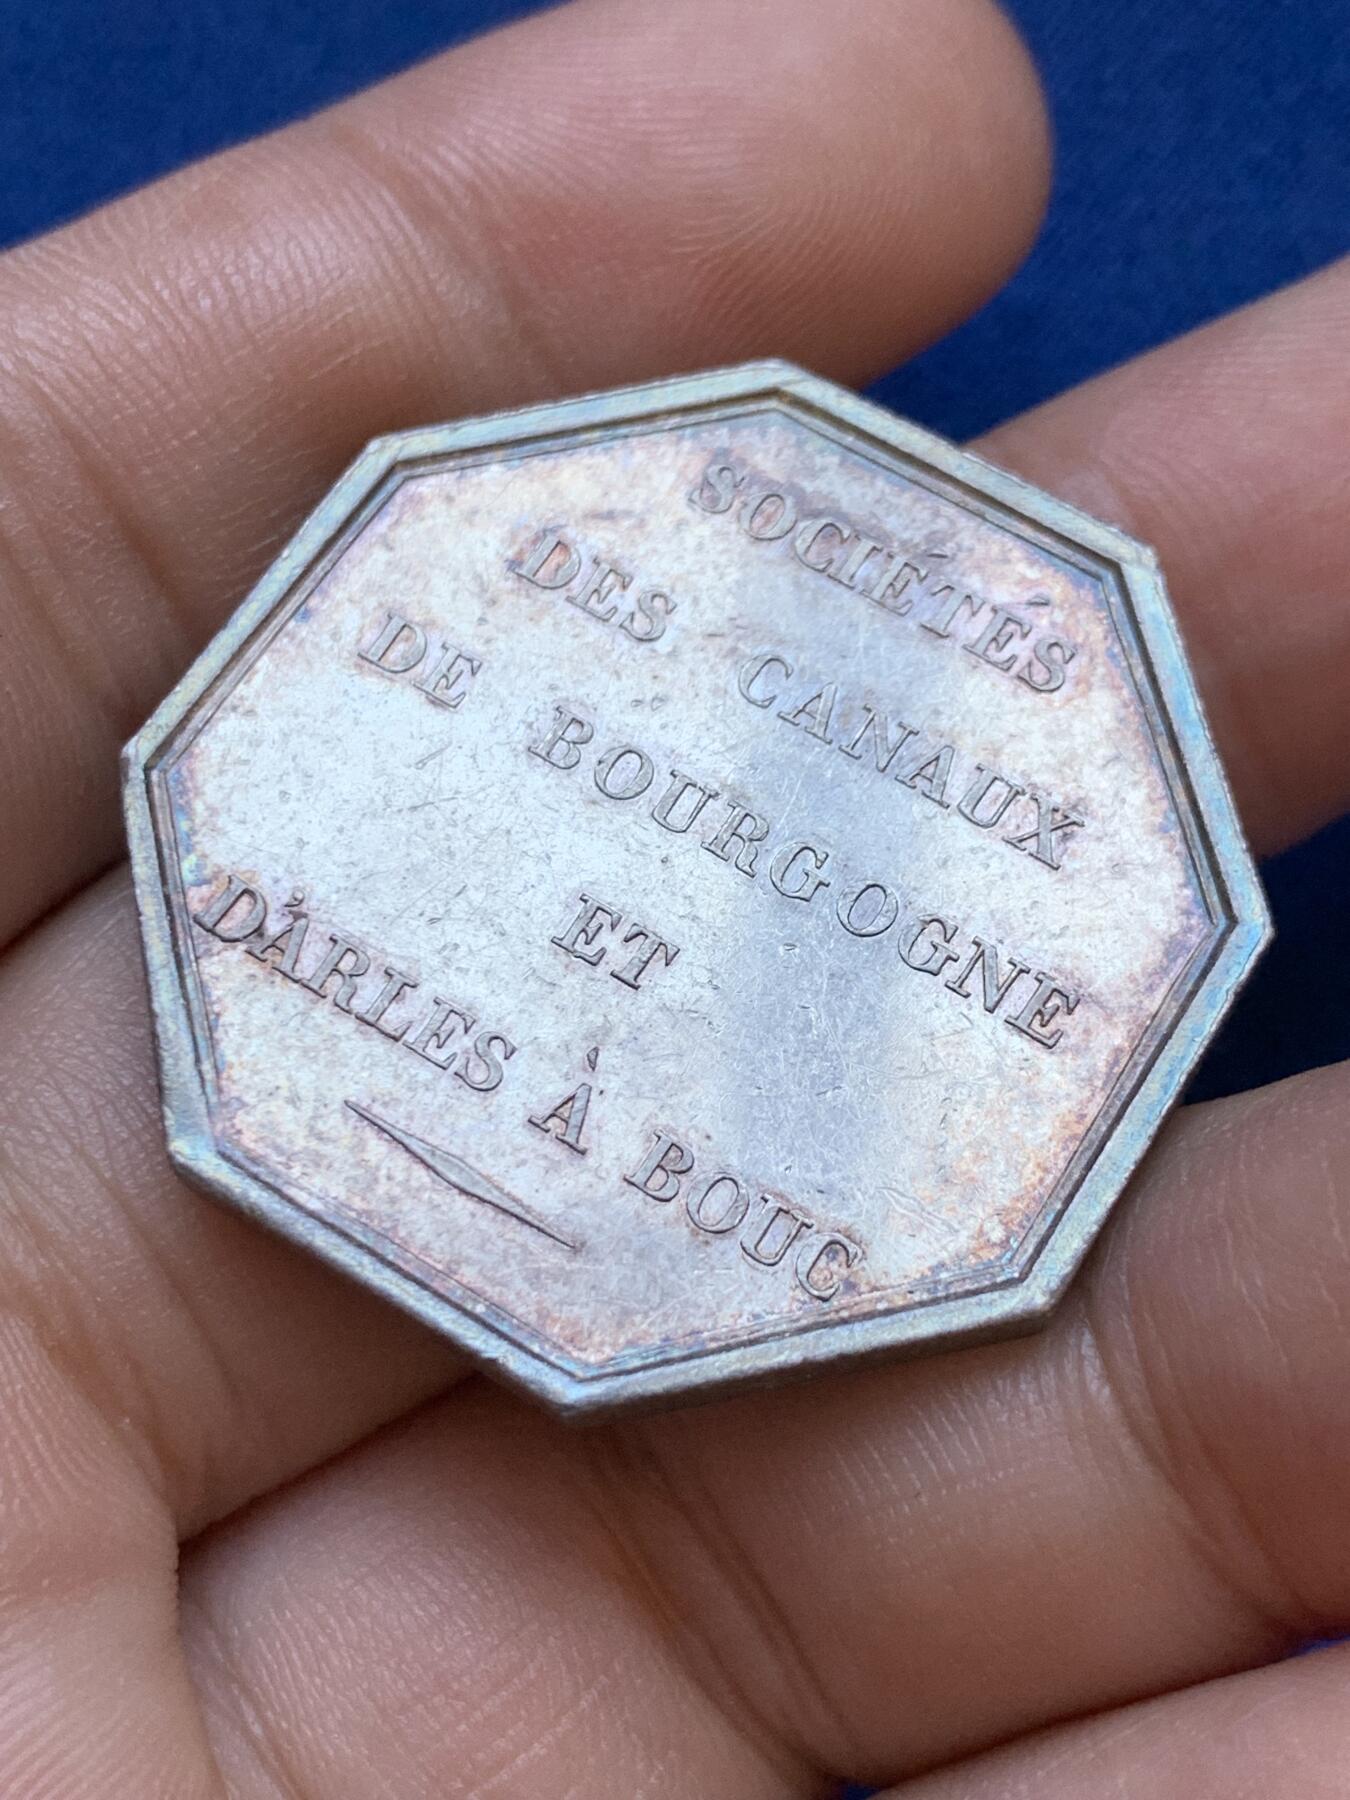 SOCIÉTÉS
DES CANAUX
DE BOURGOGNE
ET
D'ARLES À BOUC